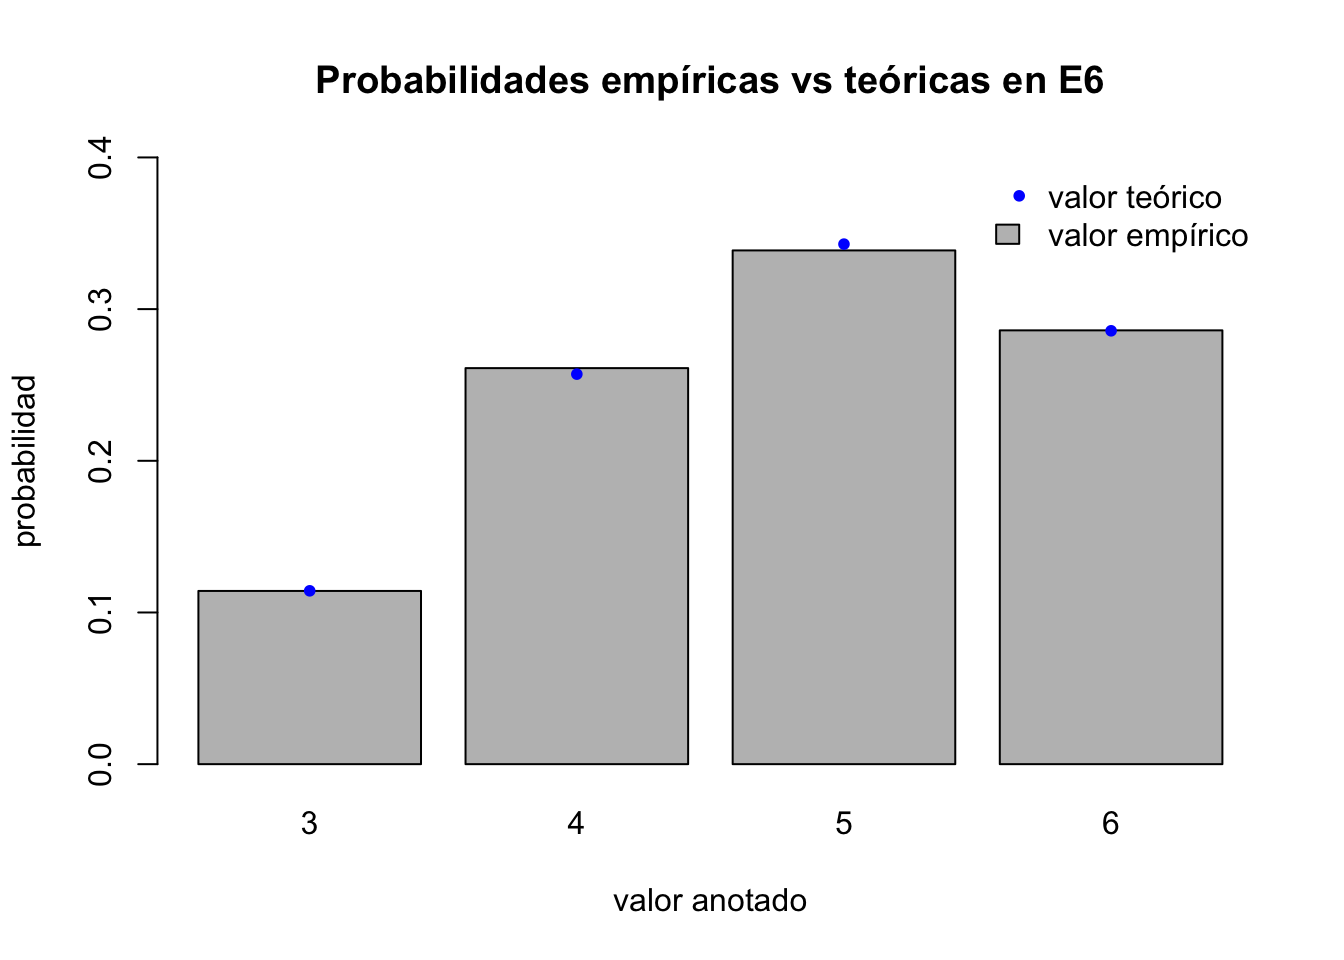 Probabilidades empíricas vs teóricas en E6
valor teórico
valor empírico
probabilidad
0.4
0.3
0.2
0.1
0.0
3 4 5 6
valor anotado